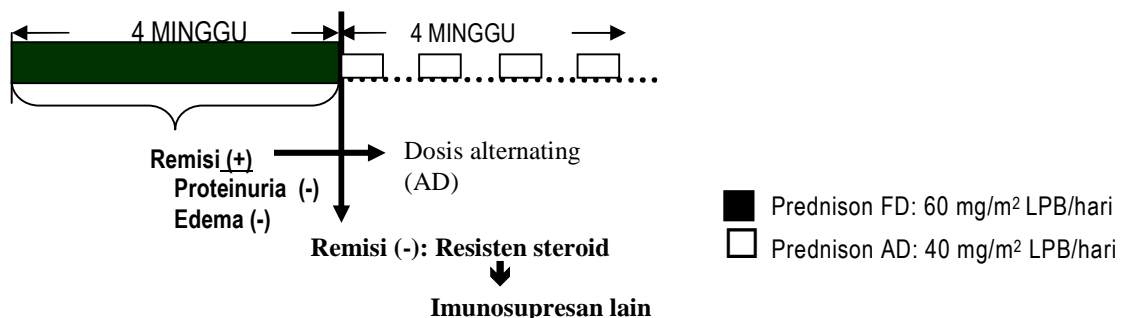 4 MINGGU
4 MINGGU
Remisi (+)
Proteinuria (-)
Edema (-)
Dosis alternating
(AD)
Remisi (-): Resisten steroid
Imunosupresan lain
Prednison FD: 60 mg/m² LPB/hari
Prednison AD: 40 mg/m² LPB/hari